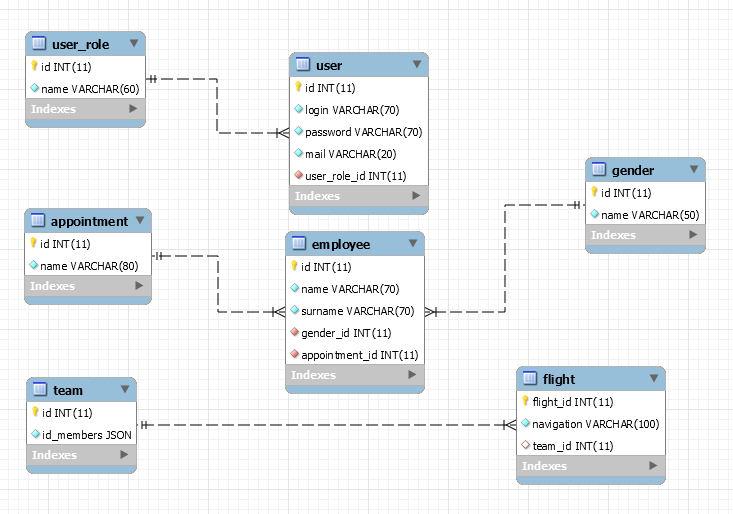 user_role
id INT(11)
name VARCHAR(60)
Indexes
user
id INT(11)
login VARCHAR(70)
password VARCHAR(70)
mail VARCHAR(20)
user_role_id INT(11)
Indexes
gender
id INT(11)
name VARCHAR(50)
Indexes
appointment
id INT(11)
name VARCHAR(80)
Indexes
employee
id INT(11)
name VARCHAR(70)
surname VARCHAR(70)
gender_id INT(11)
appointment_id INT(11)
Indexes
team
id INT(11)
id_members JSON
Indexes
flight
flight_id INT(11)
navigation VARCHAR(100)
team_id INT(11)
Indexes